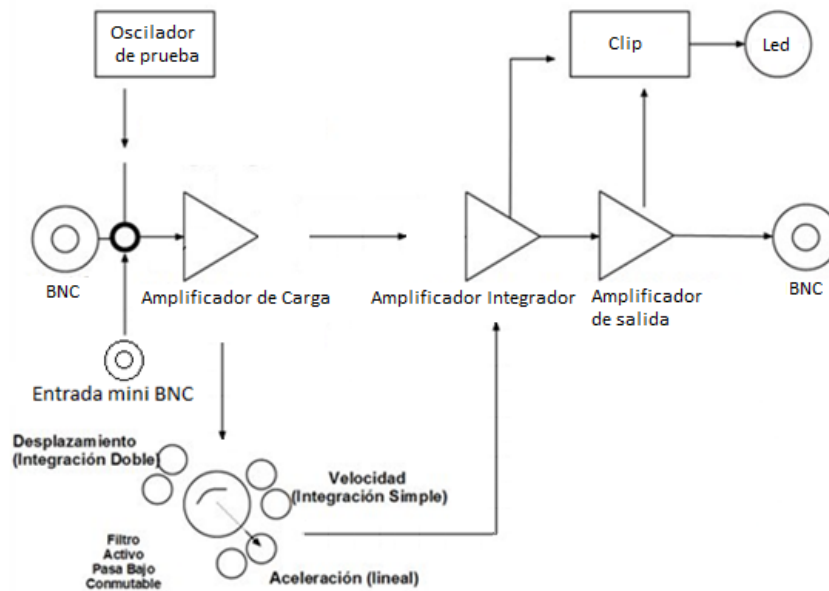 Oscilador
de prueba
Clip
Led
BNC
Amplificador de Carga
Amplificador Integrador
Amplificador
de salida
BNC
Entrada mini BNC
Desplazamiento
(Integración Doble)
Velocidad
(Integración Simple)
Filtro
Activo
Pasa Bajo
Conmutable
Aceleración (lineal)